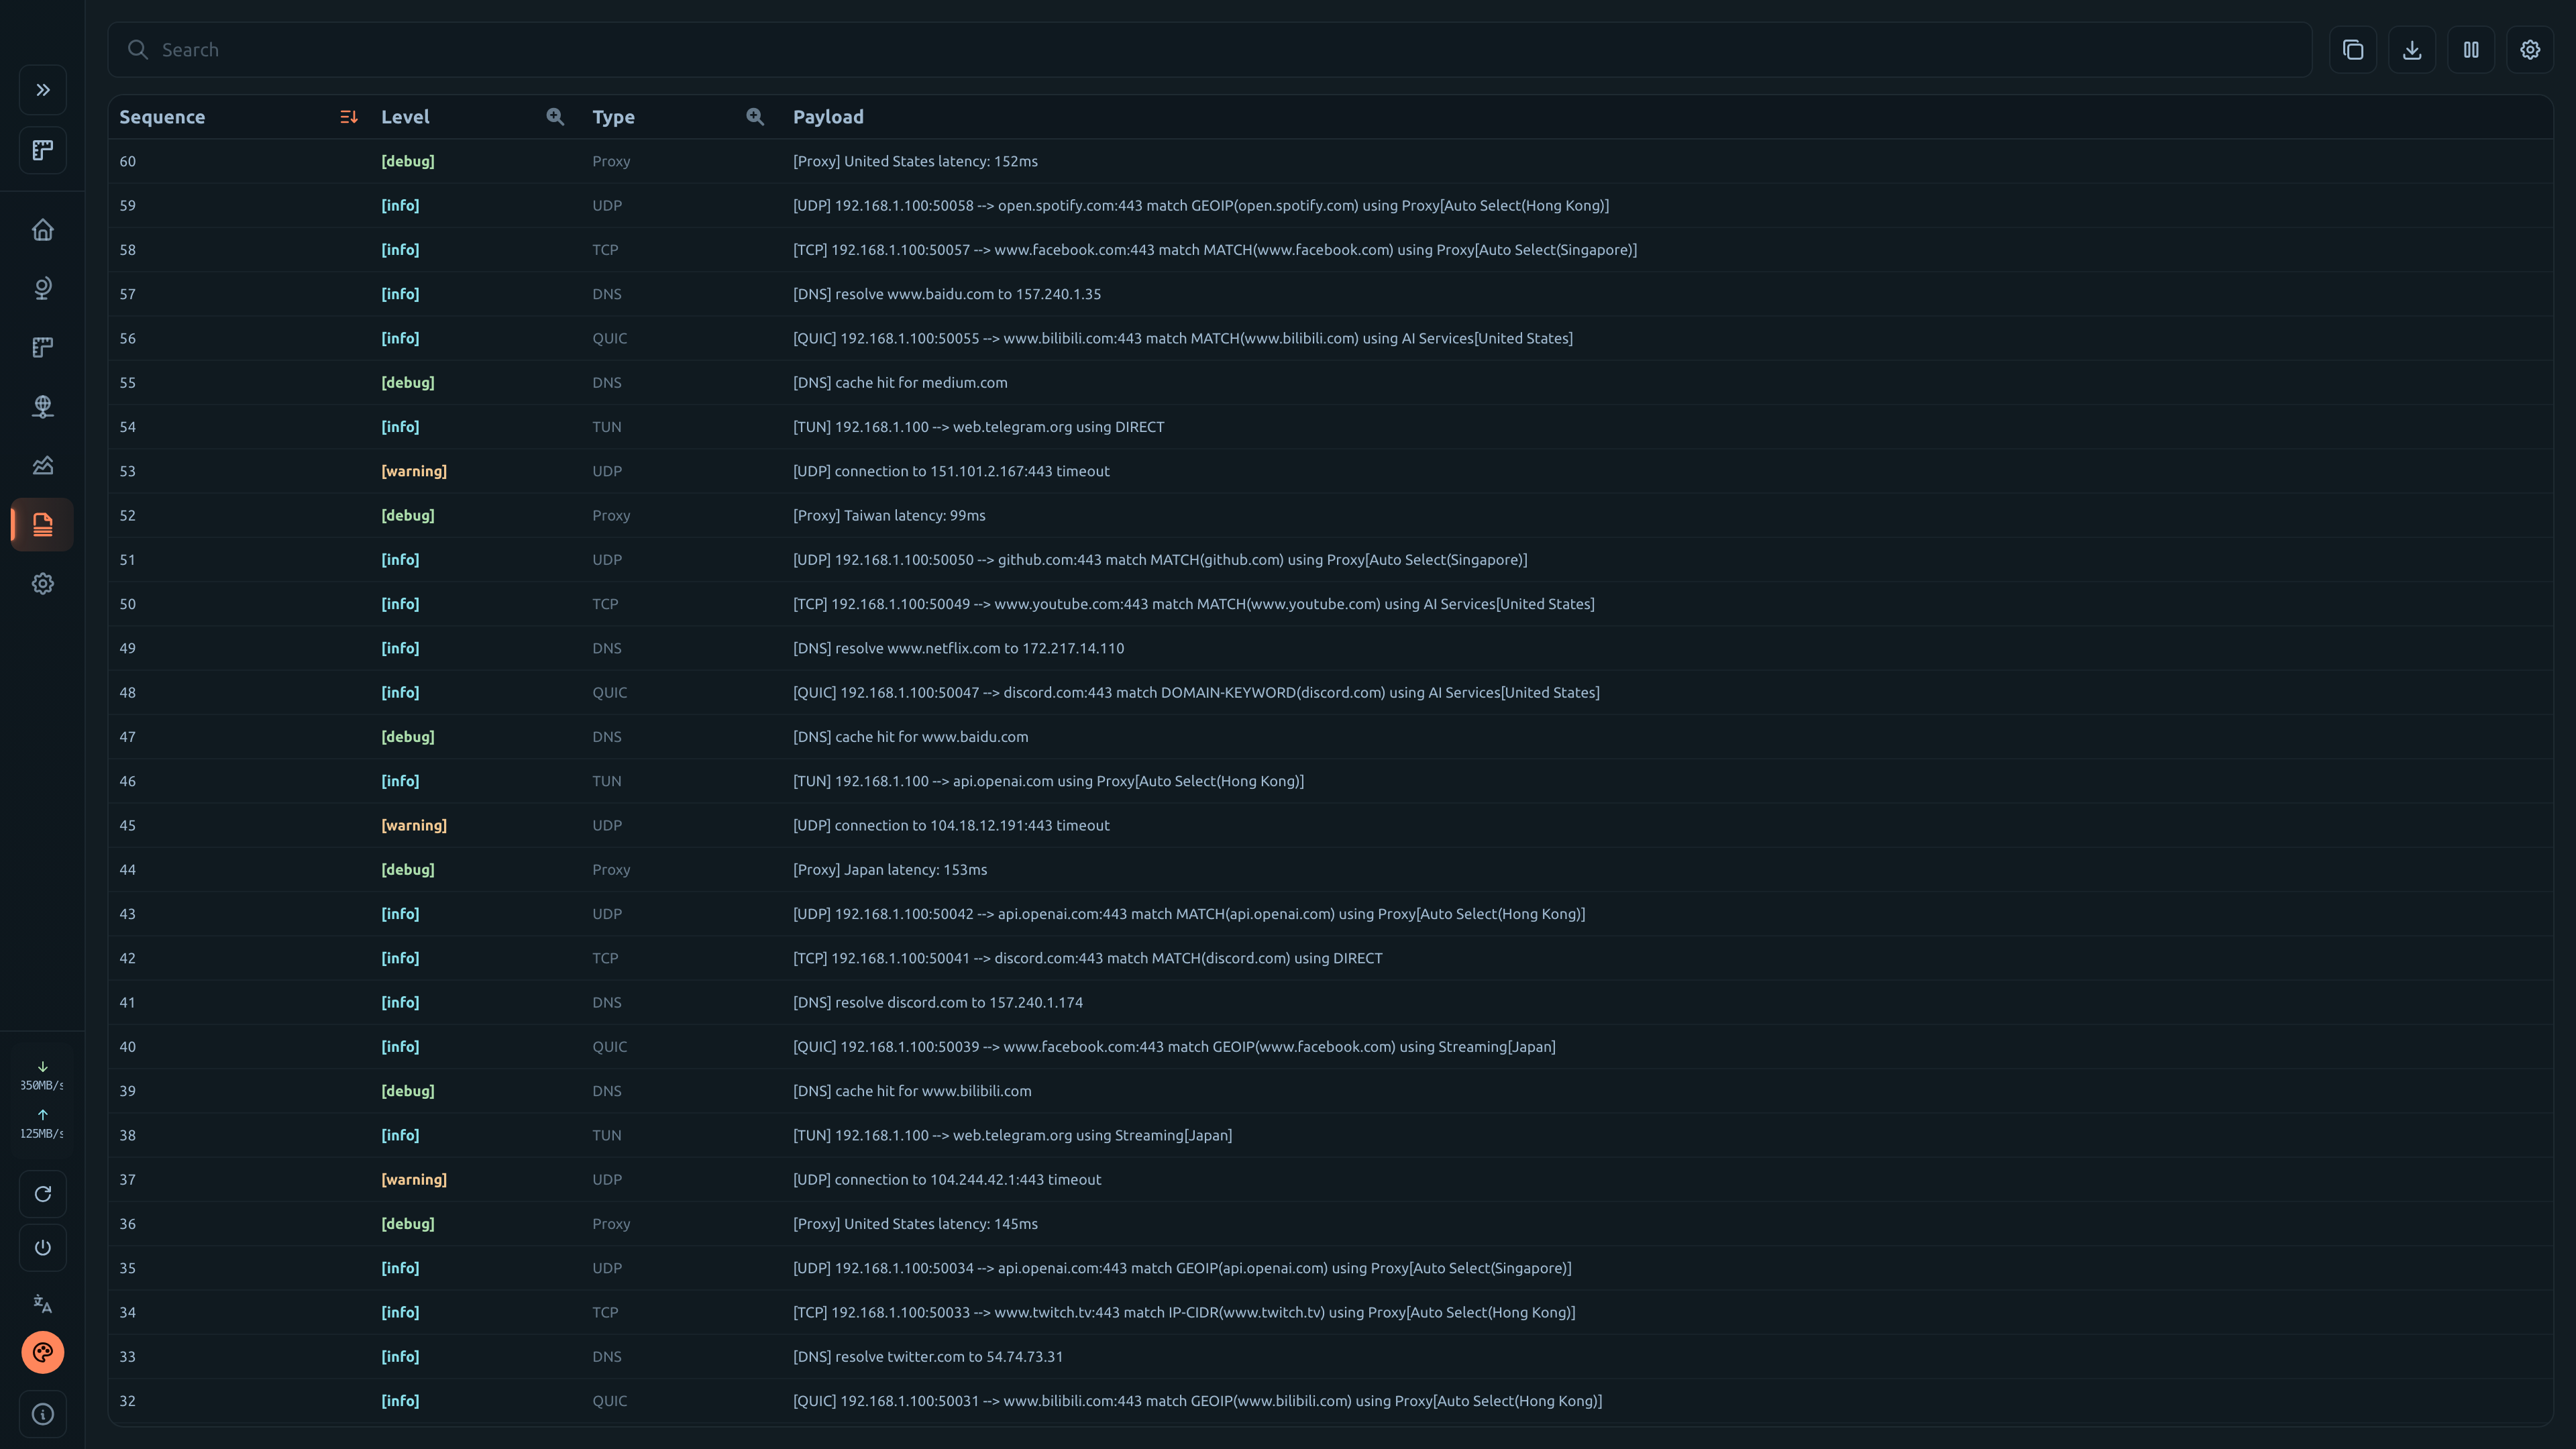 Search
Sequence Level Type Payload
60 [debug] Proxy [Proxy] United States latency: 152ms
59 [info] UDP [UDP] 192.168.1.100:50058 --> open.spotify.com:443 match GEOIP(open.spotify.com) using Proxy[Auto Select(Hong Kong)]
58 [info] TCP [TCP] 192.168.1.100:50057 --> www.facebook.com:443 match MATCH(www.facebook.com) using Proxy[Auto Select(Singapore)]
57 [info] DNS [DNS] resolve www.baidu.com to 157.240.1.35
56 [info] QUIC [QUIC] 192.168.1.100:50055 --> www.bilibili.com:443 match MATCH(www.bilibili.com) using AI Services[United States]
55 [debug] DNS [DNS] cache hit for medium.com
54 [info] TUN [TUN] 192.168.1.100 --> web.telegram.org using DIRECT
53 [warning] UDP [UDP] connection to 151.101.2.167:443 timeout
52 [debug] Proxy [Proxy] Taiwan latency: 99ms
51 [info] UDP [UDP] 192.168.1.100:50050 --> github.com:443 match MATCH(github.com) using Proxy[Auto Select(Singapore)]
50 [info] TCP [TCP] 192.168.1.100:50049 --> www.youtube.com:443 match MATCH(www.youtube.com) using AI Services[United States]
49 [info] DNS [DNS] resolve www.netflix.com to 172.217.14.110
48 [info] QUIC [QUIC] 192.168.1.100:50047 --> discord.com:443 match DOMAIN-KEYWORD(discord.com) using AI Services[United States]
47 [debug] DNS [DNS] cache hit for www.baidu.com
46 [info] TUN [TUN] 192.168.1.100 --> api.openai.com using Proxy[Auto Select(Hong Kong)]
45 [warning] UDP [UDP] connection to 104.18.12.191:443 timeout
44 [debug] Proxy [Proxy] Japan latency: 153ms
43 [info] UDP [UDP] 192.168.1.100:50042 --> api.openai.com:443 match MATCH(api.openai.com) using Proxy[Auto Select(Hong Kong)]
42 [info] TCP [TCP] 192.168.1.100:50041 --> discord.com:443 match MATCH(discord.com) using DIRECT
41 [info] DNS [DNS] resolve discord.com to 157.240.1.174
40 [info] QUIC [QUIC] 192.168.1.100:50039 --> www.facebook.com:443 match GEOIP(www.facebook.com) using Streaming[Japan]
39 [debug] DNS [DNS] cache hit for www.bilibili.com
38 [info] TUN [TUN] 192.168.1.100 --> web.telegram.org using Streaming[Japan]
37 [warning] UDP [UDP] connection to 104.244.42.1:443 timeout
36 [debug] Proxy [Proxy] United States latency: 145ms
35 [info] UDP [UDP] 192.168.1.100:50034 --> api.openai.com:443 match GEOIP(api.openai.com) using Proxy[Auto Select(Singapore)]
34 [info] TCP [TCP] 192.168.1.100:50033 --> www.twitch.tv:443 match IP-CIDR(www.twitch.tv) using Proxy[Auto Select(Hong Kong)]
33 [info] DNS [DNS] resolve twitter.com to 54.74.73.31
32 [info] QUIC [QUIC] 192.168.1.100:50031 --> www.bilibili.com:443 match GEOIP(www.bilibili.com) using Proxy[Auto Select(Hong Kong)]
350MB/s
125MB/s